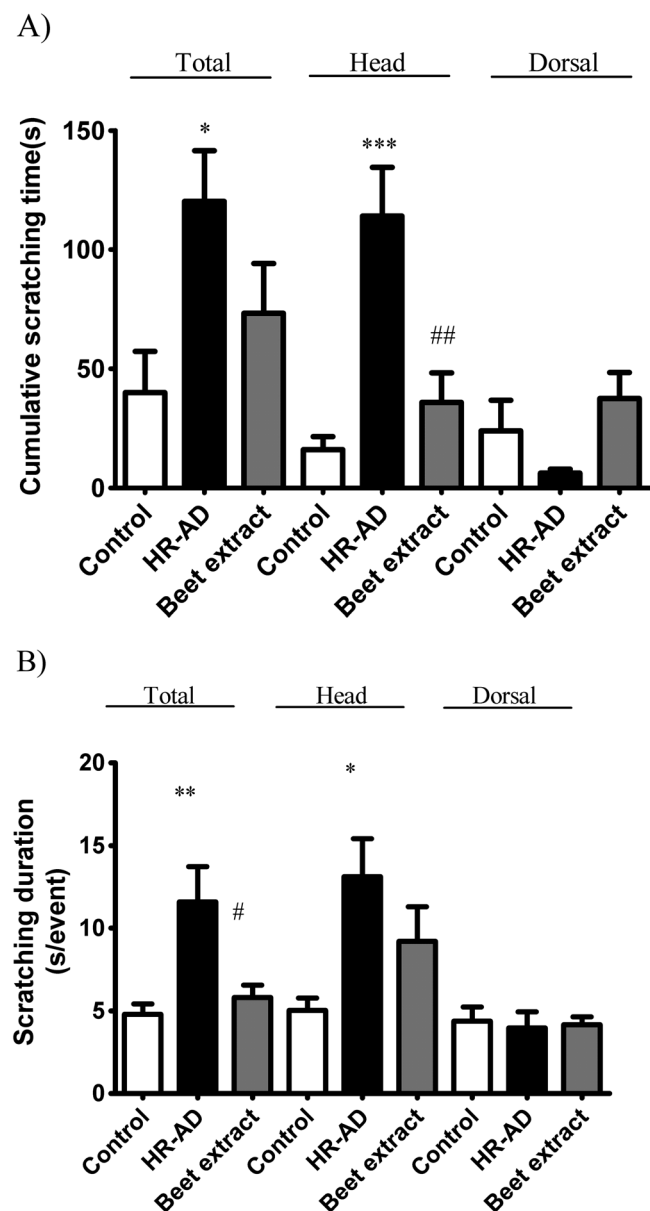 A)
Total Head Dorsal
* ***
##
150
100
50
0
Cumulative scratching time(s)
Control HR-AD Beet extract Control HR-AD Beet extract Control HR-AD Beet extract
B)
Total Head Dorsal
** *
#
20
15
10
5
0
Scratching duration
(s/event)
Control HR-AD Beet extract Control HR-AD Beet extract Control HR-AD Beet extract